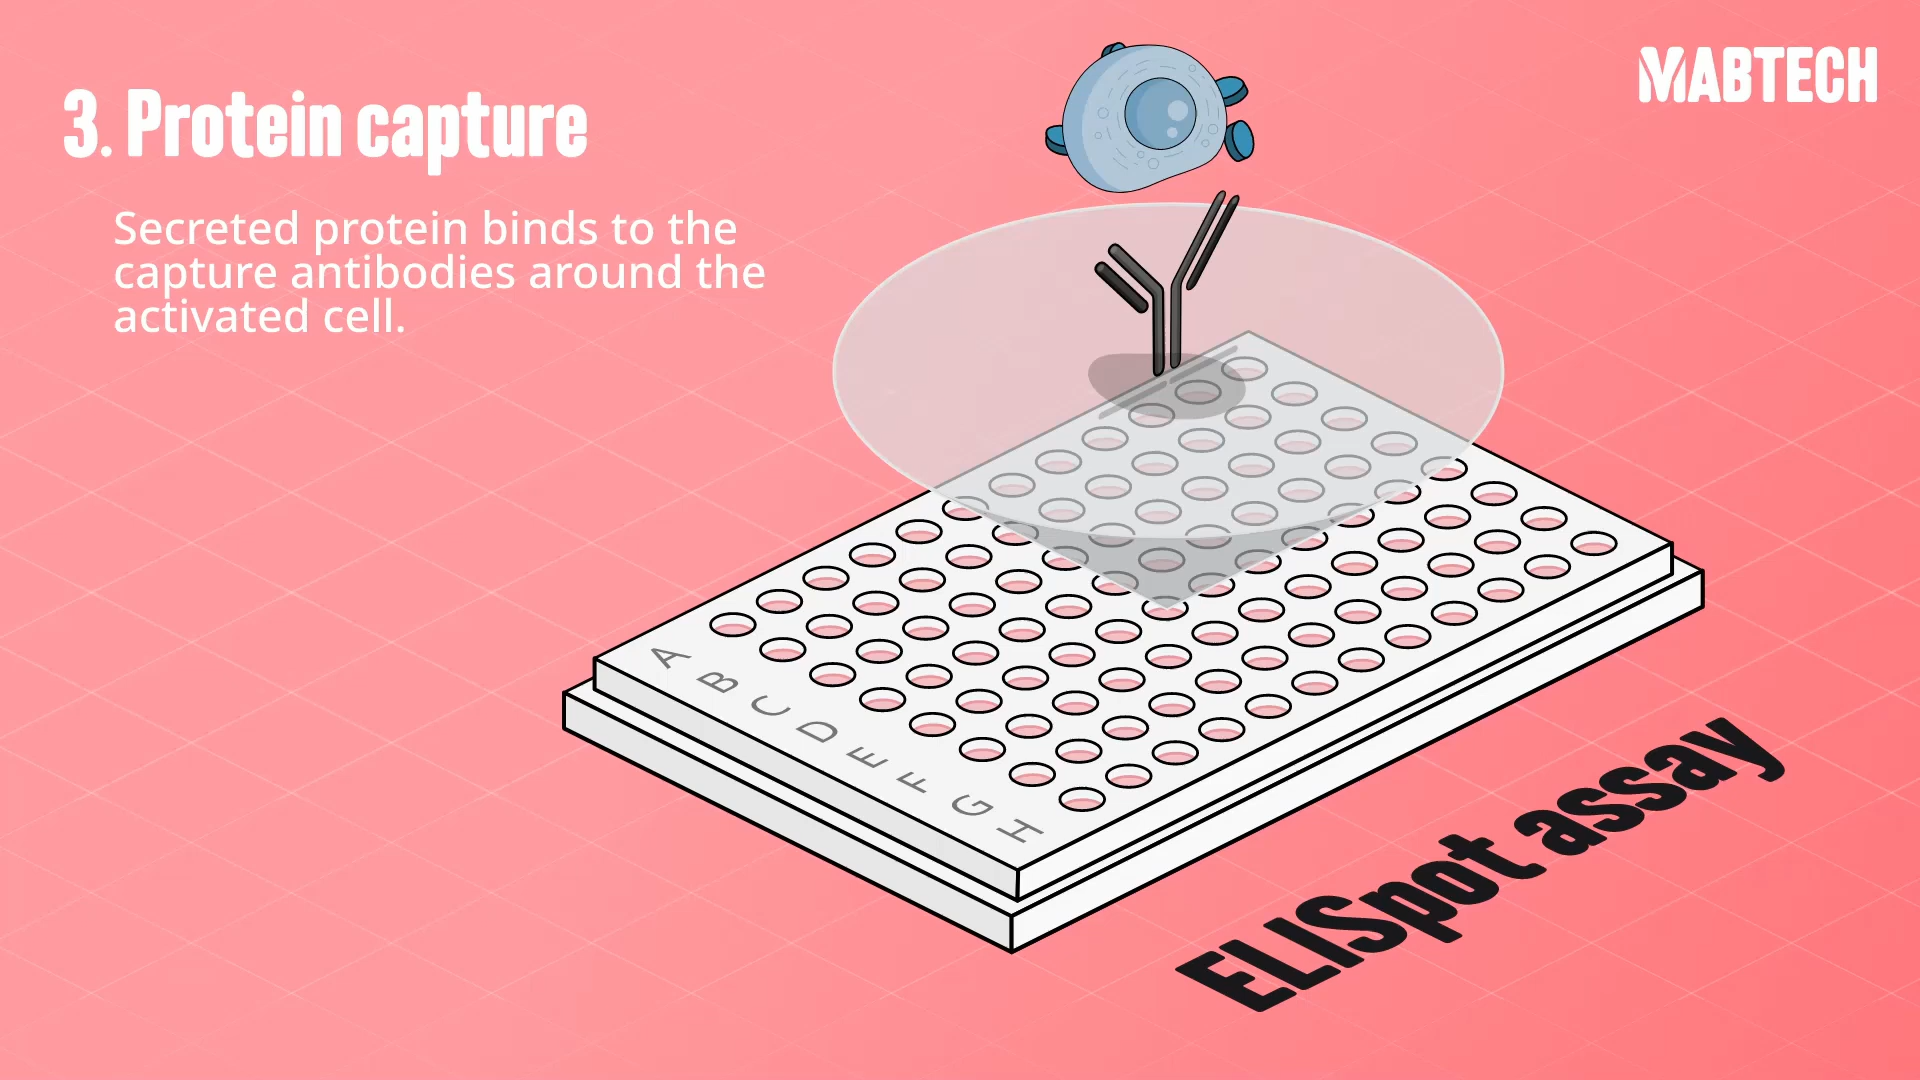 MABTECH
3. Protein capture
Secreted protein binds to the
capture antibodies around the
activated cell.
A
B
C
D
E
F
G
H
ELISpot assay